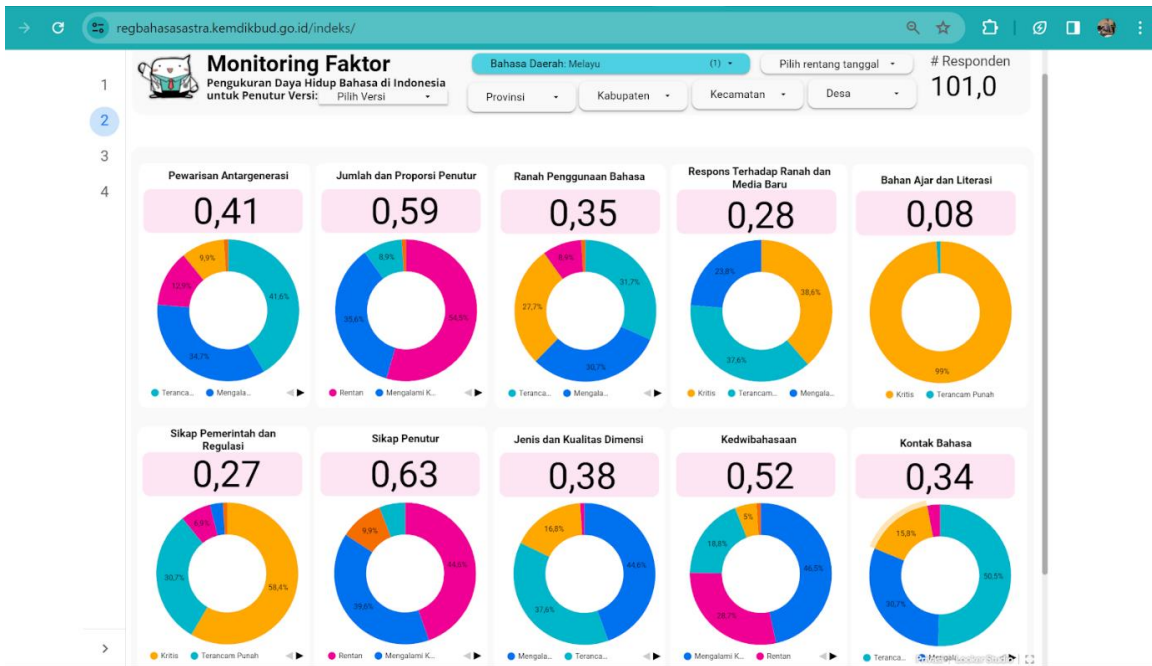 regbahasasastra.kemdikbud.go.id/indeks/
Monitoring Faktor
Pengukuran Daya Hidup Bahasa di Indonesia
untuk Penutur Versi: Pilih Versi
Bahasa Daerah: Melayu (1)
Pilih rentang tanggal
# Responden
101,0
Provinsi
Kabupaten
Kecamatan
Desa
1
2
3
4
Pewarisan Antargenerasi
0,41
9,9%
12,9%
41,6%
34,7%
Teranca... Mengala...
Jumlah dan Proporsi Penutur
0,59
8,9%
35,6%
54,5%
Rentan Mengalami K...
Ranah Penggunaan Bahasa
0,35
8,9%
31,7%
27,7%
30,7%
Teranca... Mengala...
Respons Terhadap Ranah dan
Media Baru
0,28
23,8%
38,6%
37,6%
Kritis Terancam... Mengala...
Bahan Ajar dan Literasi
0,08
99%
Kritis Terancam Punah
Sikap Pemerintah dan
Regulasi
0,27
30,7%
58,4%
Kritis Terancam Punah
Sikap Penutur
0,63
9,9%
44,6%
39,6%
Rentan Mengalami K...
Jenis dan Kualitas Dimensi
0,38
16,8%
44,6%
37,6%
Mengala... Teranca...
Kedwibahasaan
0,52
5%
18,8%
46,5%
28,7%
Mengalami K... Rentan
Kontak Bahasa
0,34
15,8%
50,5%
30,7%
Teranca... Mengala...
Looker Studio